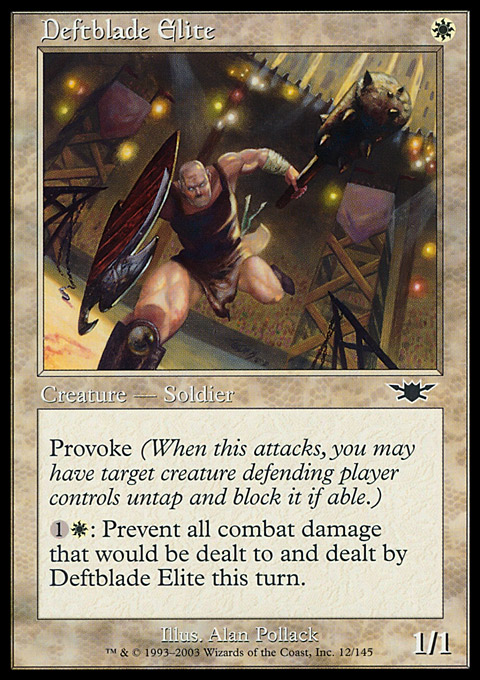 Deftblade Elite
Creature — Soldier
Provoke (When this attacks, you may
have target creature defending player
controls untap and block it if able.)
1: Prevent all combat damage
that would be dealt to and dealt by
Deftblade Elite this turn.
Illus. Alan Pollack
™ & © 1993–2003 Wizards of the Coast, Inc. 12/145
1/1